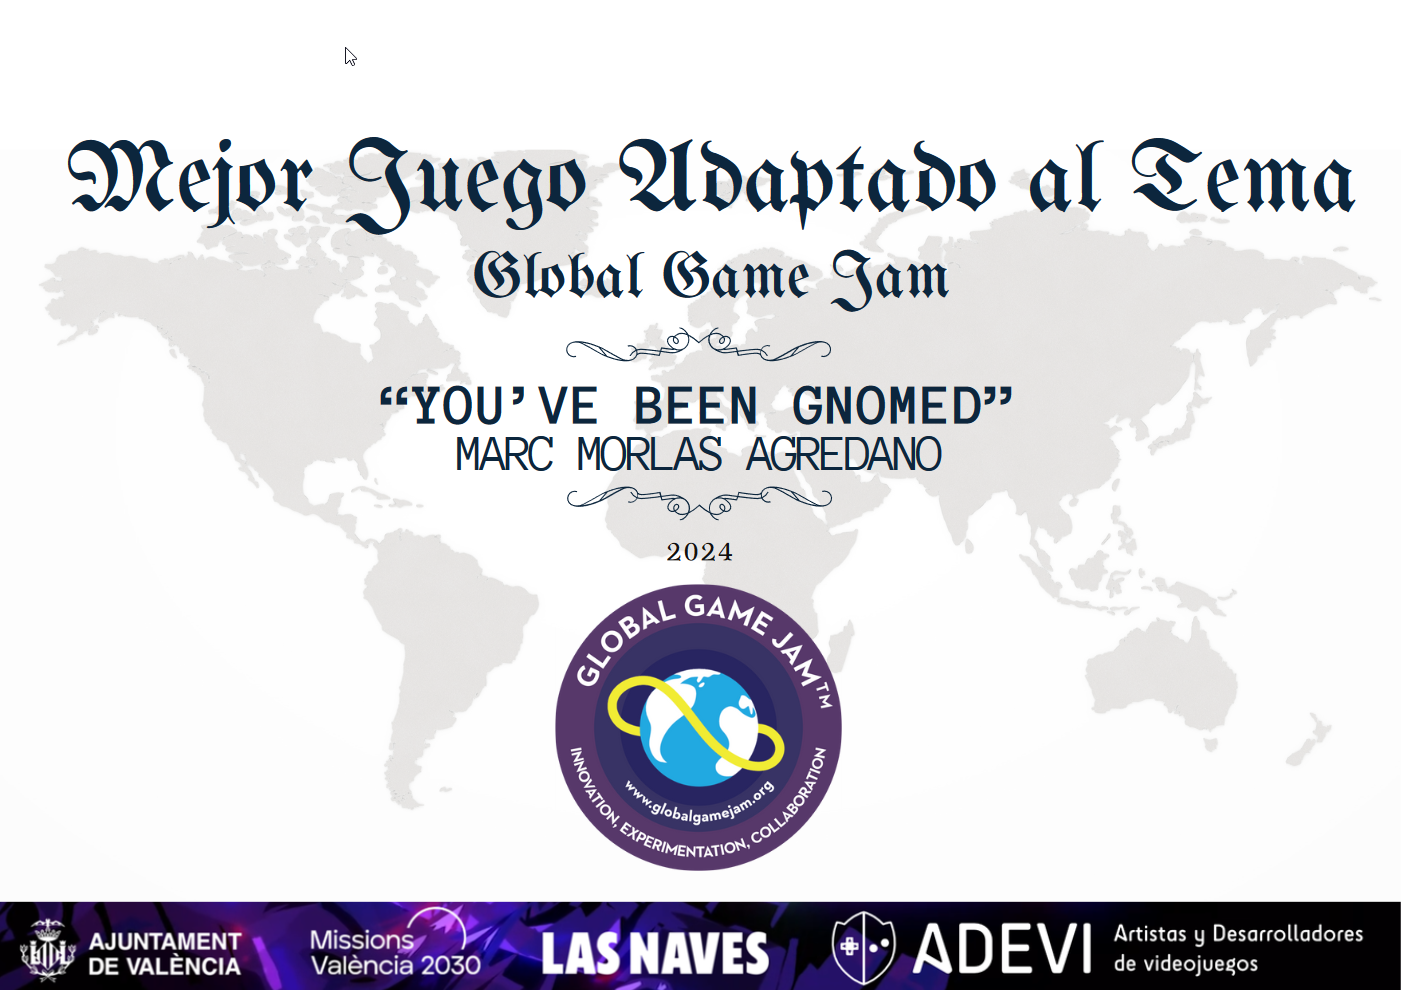 Mejor Juego Adaptado al Tema
Global Game Jam
“YOU’VE BEEN GNOMED”
MARC MORLAS AGREDANO
2024
GLOBAL GAME JAM™
www.globalgamejam.org
INNOVATION, EXPERIMENTATION, COLLABORATION
AJUNTAMENT
DE VALÈNCIA
Missions
València 2030
LAS NAVES
ADEVI
Artistas y Desarrolladores
de videojuegos